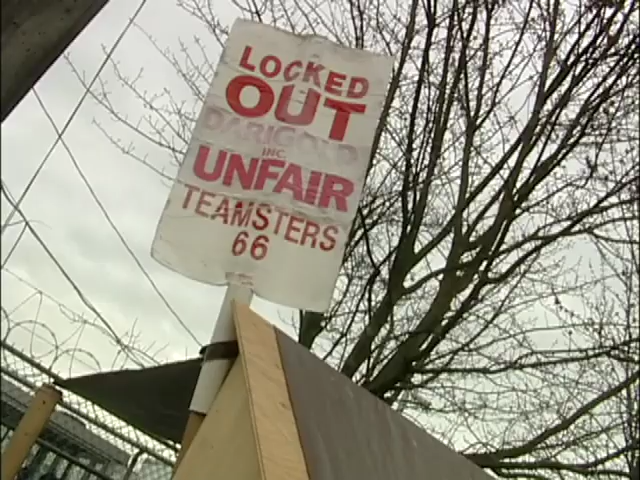 LOCKED
OUT
DARIGOLD
INC.
UNFAIR
TEAMSTERS
66